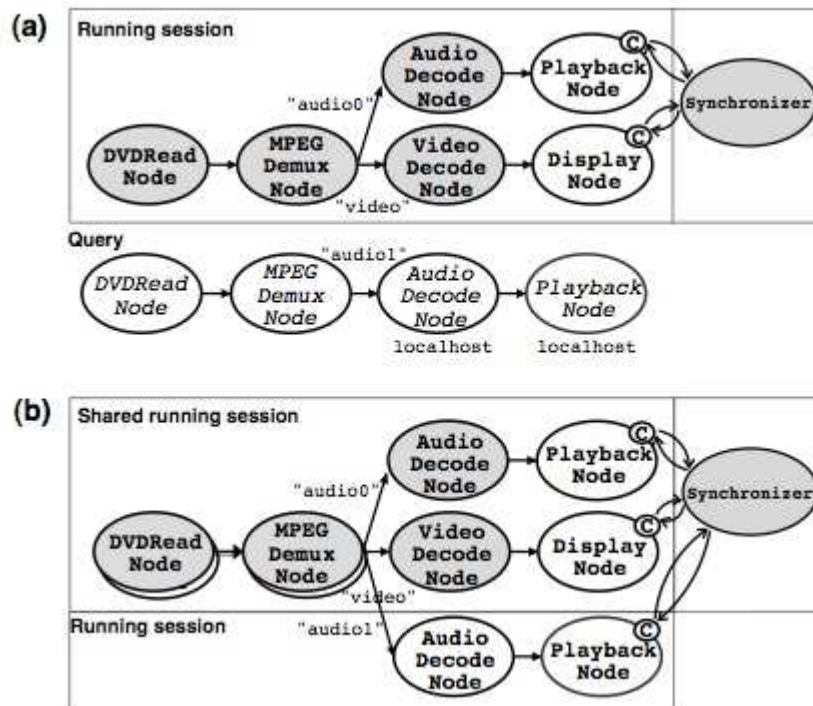 (a)
Running session
Audio
Decode
Node
Playback
Node
C
Synchronizer
"audio0"
DVDRead
Node
MPEG
Demux
Node
Video
Decode
Node
Display
Node
C
"video"
Query
"audio1"
DVDRead
Node
MPEG
Demux
Node
Audio
Decode
Node
Playback
Node
localhost
localhost
(b)
Shared running session
Audio
Decode
Node
Playback
Node
C
Synchronizer
"audio0"
DVDRead
Node
MPEG
Demux
Node
Video
Decode
Node
Display
Node
C
"video"
Running session
"audio1"
Audio
Decode
Node
Playback
Node
C